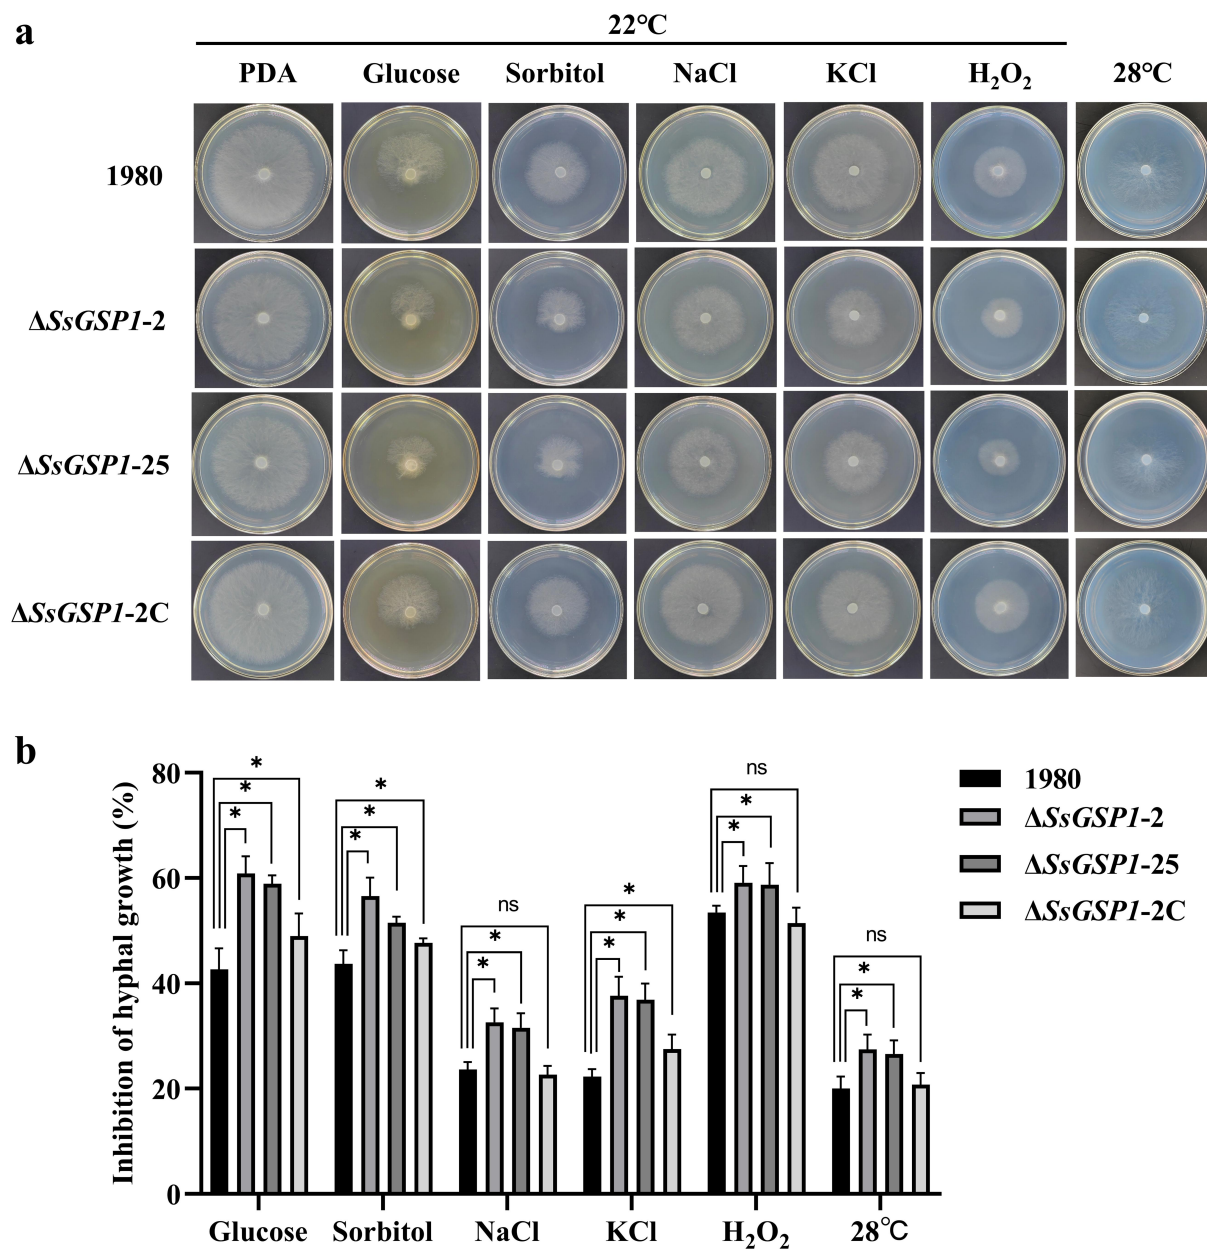 a
22℃
PDA Glucose Sorbitol NaCl KCl H₂O₂ 28℃
1980
ΔSsGSP1-2
ΔSsGSP1-25
ΔSsGSP1-2C
b
Inhibition of hyphal growth (%)
80
60
40
20
0
* * *
* * *
ns * *
* * *
ns * *
ns * *
Glucose Sorbitol NaCl KCl H₂O₂ 28℃
1980
ΔSsGSP1-2
ΔSsGSP1-25
ΔSsGSP1-2C